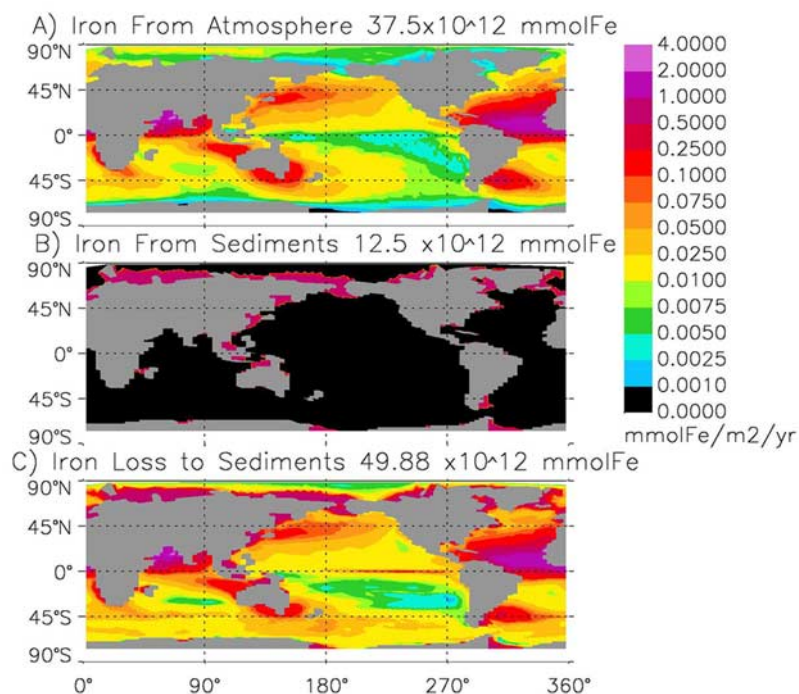 A) Iron From Atmosphere 37.5x10^12 mmolFe
90°N
45°N
0°
45°S
90°S
B) Iron From Sediments 12.5 x10^12 mmolFe
90°N
45°N
0°
45°S
90°S
C) Iron Loss to Sediments 49.88 x10^12 mmolFe
90°N
45°N
0°
45°S
90°S
0° 90° 180° 270° 360°
4.0000
2.0000
1.0000
0.5000
0.2500
0.1000
0.0750
0.0500
0.0250
0.0100
0.0075
0.0050
0.0025
0.0010
0.0000
mmolFe/m2/yr